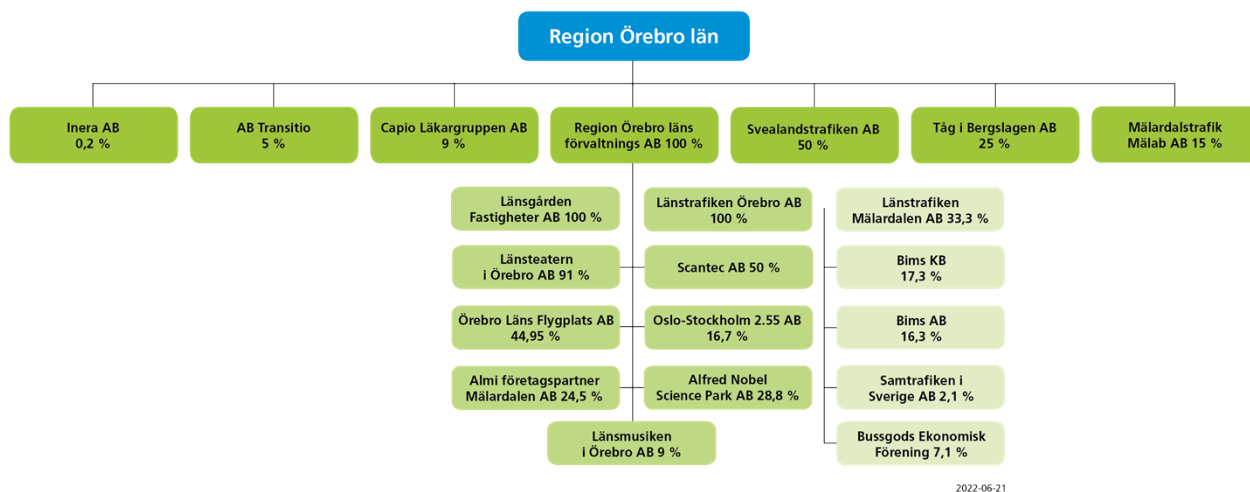 Region Örebro län
Inera AB
0,2 %
AB Transitio
5 %
Capio Läkargruppen AB
9 %
Region Örebro läns
förvaltnings AB 100 %
Svealandstrafiken AB
50 %
Tåg i Bergslagen AB
25 %
Mälardalstrafik
Mälab AB 15 %
Länsgården
Fastigheter AB 100 %
Länstrafiken Örebro AB
100 %
Länstrafiken
Mälardalen AB 33,3 %
Länsteatern
i Örebro AB 91 %
Scantec AB 50 %
Bims KB
17,3 %
Örebro Läns Flygplats AB
44,95 %
Oslo-Stockholm 2.55 AB
16,7 %
Bims AB
16,3 %
Almi företagspartner
Mälardalen AB 24,5 %
Alfred Nobel
Science Park AB 28,8 %
Samtrafiken i
Sverige AB 2,1 %
Länsmusiken
i Örebro AB 9 %
Bussgods Ekonomisk
Förening 7,1 %
2022-06-21